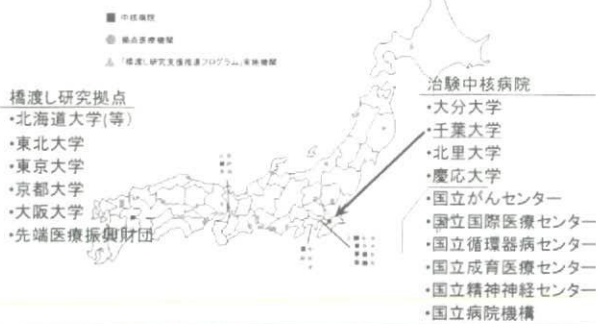 中核病院
拠点医療機関
「橋渡し研究支援推進プログラム」実施機関
橋渡し研究拠点
・北海道大学(等)
・東北大学
・東京大学
・京都大学
・大阪大学
・先端医療振興財団
治験中核病院
・大分大学
・千葉大学
・北里大学
・慶応大学
・国立がんセンター
・国立国際医療センター
・国立循環器病センター
・国立成育医療センター
・国立精神神経センター
・国立病院機構